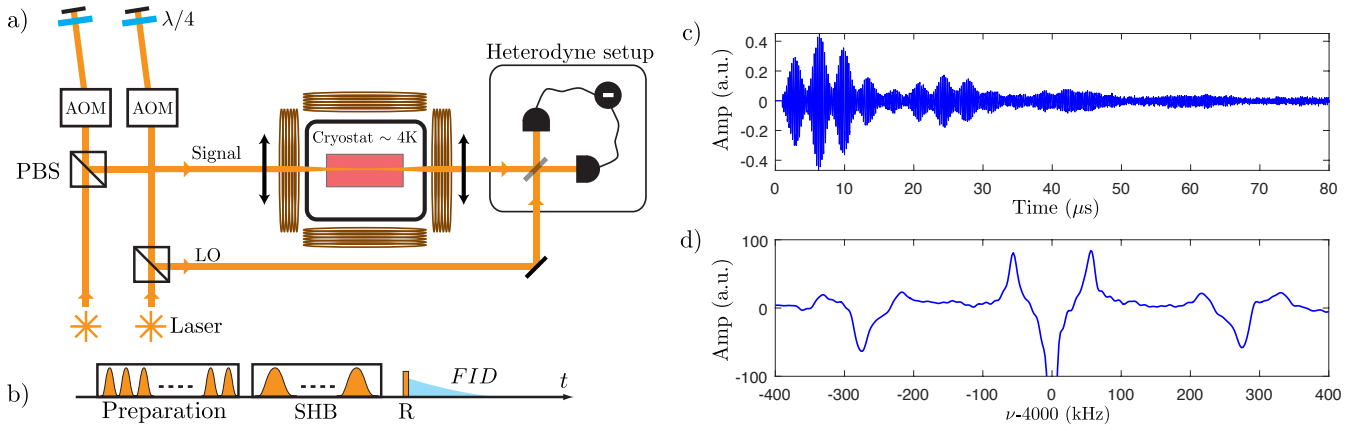 a)
λ/4
AOM
AOM
PBS
Signal
Cryostat ∼ 4K
Heterodyne setup
LO
Laser
b)
Preparation
SHB
R
FID
t
c)
Amp (a.u.)
0.4
0.2
0
-0.2
-0.4
0 10 20 30 40 50 60 70 80
Time (μs)
d)
Amp (a.u.)
100
0
-100
-400 -300 -200 -100 0 100 200 300 400
ν-4000 (kHz)